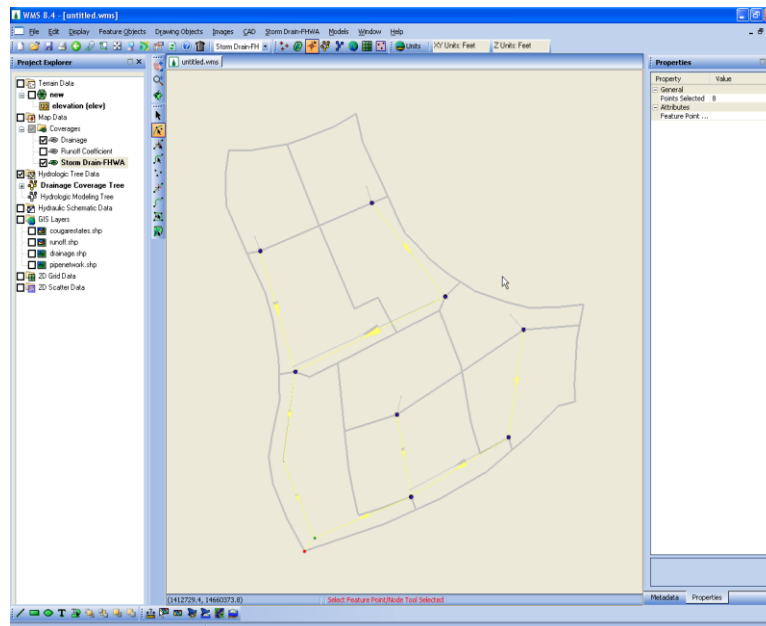 WMS 8.4 - [untitled.wms]
File Edit Display Feature Objects Drawing Objects Images CAD Storm Drain-FHWA Models Window Help
Storm Drain-FH Units XY Units: Feet Z Units: Feet
Project Explorer
untitled.wms
Properties
Terrain Data
new
elevation (elev)
Map Data
Coverages
Drainage
Runoff Coefficient
Storm Drain-FHWA
Hydrologic Tree Data
Drainage Coverage Tree
Hydrologic Modeling Tree
Hydraulic Schematic Data
GIS Layers
cougarestates.shp
runoff.shp
drainage.shp
pipenetwork.shp
2D Grid Data
2D Scatter Data
Property Value
General
Points Selected 8
Attributes
Feature Point ...
(1412729.4, 14660373.8) Select Feature Point/Node Tool Selected
Metadata Properties